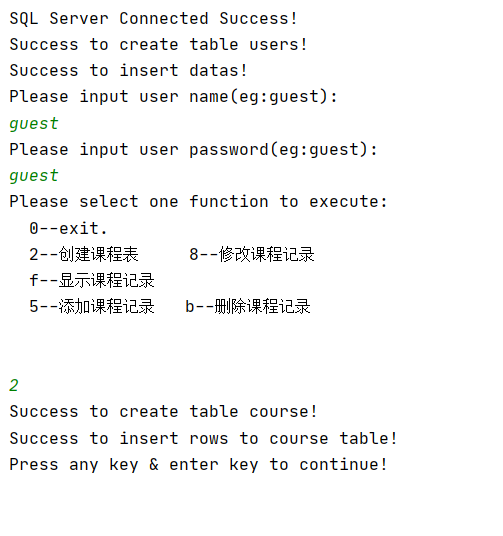 SQL Server Connected Success!
Success to create table users!
Success to insert datas!
Please input user name(eg:guest):
guest
Please input user password(eg:guest):
guest
Please select one function to execute:
0--exit.
2--创建课程表     8--修改课程记录
f--显示课程记录
5--添加课程记录   b--删除课程记录
2
Success to create table course!
Success to insert rows to course table!
Press any key & enter key to continue!